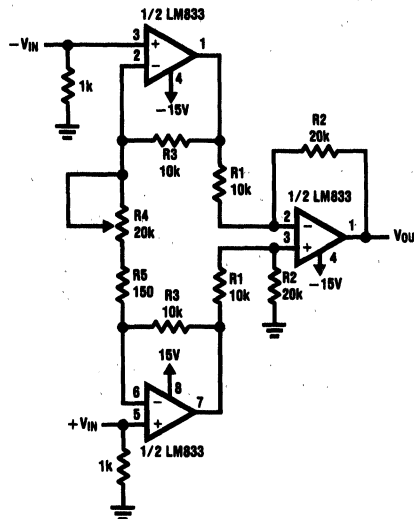 1/2 LM833
−VIN
3
+
1
2
−
4
−15V
1k
R3
10k
R1
10k
R2
20k
1/2 LM833
2
−
1
3
+
4
−15V
VOU
R4
20k
R5
150
R3
10k
R1
10k
R2
20k
15V
8
6
−
7
5
+
+VIN
1/2 LM833
1k